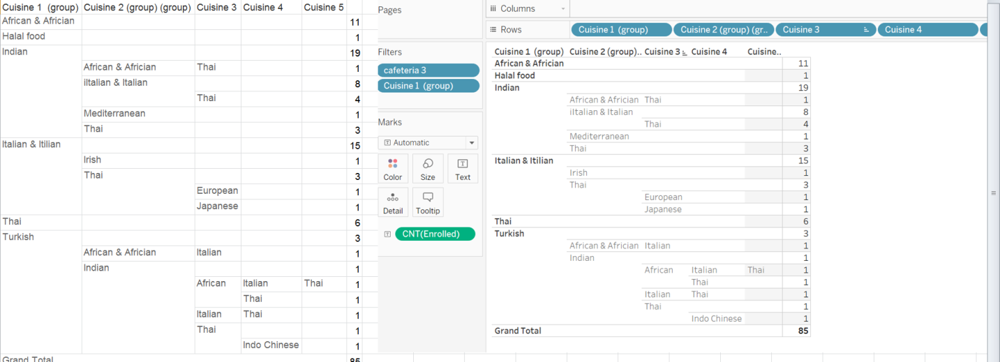 Cuisine 1 (group) Cuisine 2 (group) (group) Cuisine 3 Cuisine 4 Cuisine 5
African & Africian 11
Halal food 1
Indian 19
African & Africian Thai 1
iItalian & Italian 8
Thai 4
Mediterranean 1
Thai 3
Italian & Itilian 15
Irish 1
Thai 3
European 1
Japanese 1
Thai 6
Turkish 3
African & Africian Italian 1
Indian 1
African Italian Thai 1
Thai 1
Italian Thai 1
Thai 1
Indo Chinese 1
Grand Total 85
Pages
Filters
cafeteria 3
Cuisine 1 (group)
Marks
Automatic
Color Size Text
Detail Tooltip
CNT(Enrolled)
Columns
Rows Cuisine 1 (group) Cuisine 2 (group) (gr.. Cuisine 3 Cuisine 4
Cuisine 1 (group) Cuisine 2 (group).. Cuisine 3 Cuisine 4 Cuisine..
African & Africian 11
Halal food 1
Indian 19
African & Africian Thai 1
iItalian & Italian 8
Thai 4
Mediterranean 1
Thai 3
Italian & Itilian 15
Irish 1
Thai 3
European 1
Japanese 1
Thai 6
Turkish 3
African & Africian Italian 1
Indian 1
African Italian Thai 1
Thai 1
Italian Thai 1
Thai 1
Indo Chinese 1
Grand Total 85